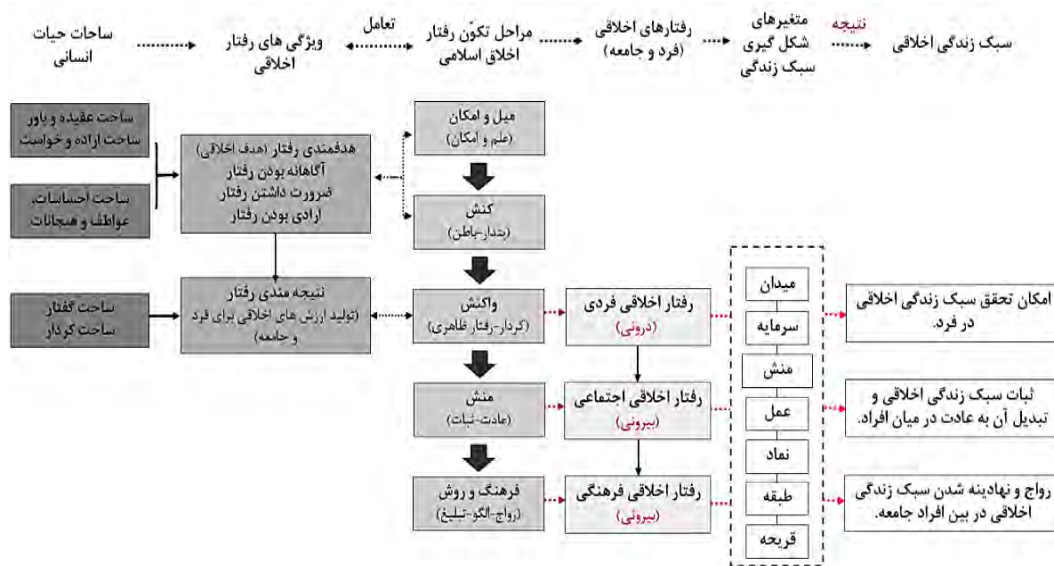 ساحات حیات
انسانی
ویژگی های رفتار
اخلاقی
تعامل
مراحل تکوّن رفتار
اخلاق اسلامی
رفتارهای اخلاقی
(فرد و جامعه)
متغیرهای
شکل گیری
سبک زندگی
نتیجه
سبک زندگی اخلاقی
ساحت عقیده و باور
ساحت اراده و خواست
ساحت احساسات،
عواطف و هیجانات
ساحت گفتار
ساحت کردار
هدفمندی رفتار (هدف اخلاقی)
آگاهانه بودن رفتار
ضرورت داشتن رفتار
ارادی بودن رفتار
نتیجه مندی رفتار
(تولید ارزش های اخلاقی برای فرد
و جامعه)
میل و امکان
(علم و امکان)
کنش
(پندار-باطن)
واکنش
(کردار-رفتار ظاهری)
منش
(عادت-ثبات)
فرهنگ و روش
(رواج-الگو-تبلیغ)
رفتار اخلاقی فردی
(درونی)
رفتار اخلاقی اجتماعی
(بیرونی)
رفتار اخلاقی فرهنگی
(بیرونی)
میدان
سرمایه
منش
عمل
نماد
طبقه
قریحه
امکان تحقق سبک زندگی اخلاقی
در فرد.
ثبات سبک زندگی اخلاقی و
تبدیل آن به عادت در میان افراد.
رواج و نهادینه شدن سبک زندگی
اخلاقی در بین افراد جامعه.